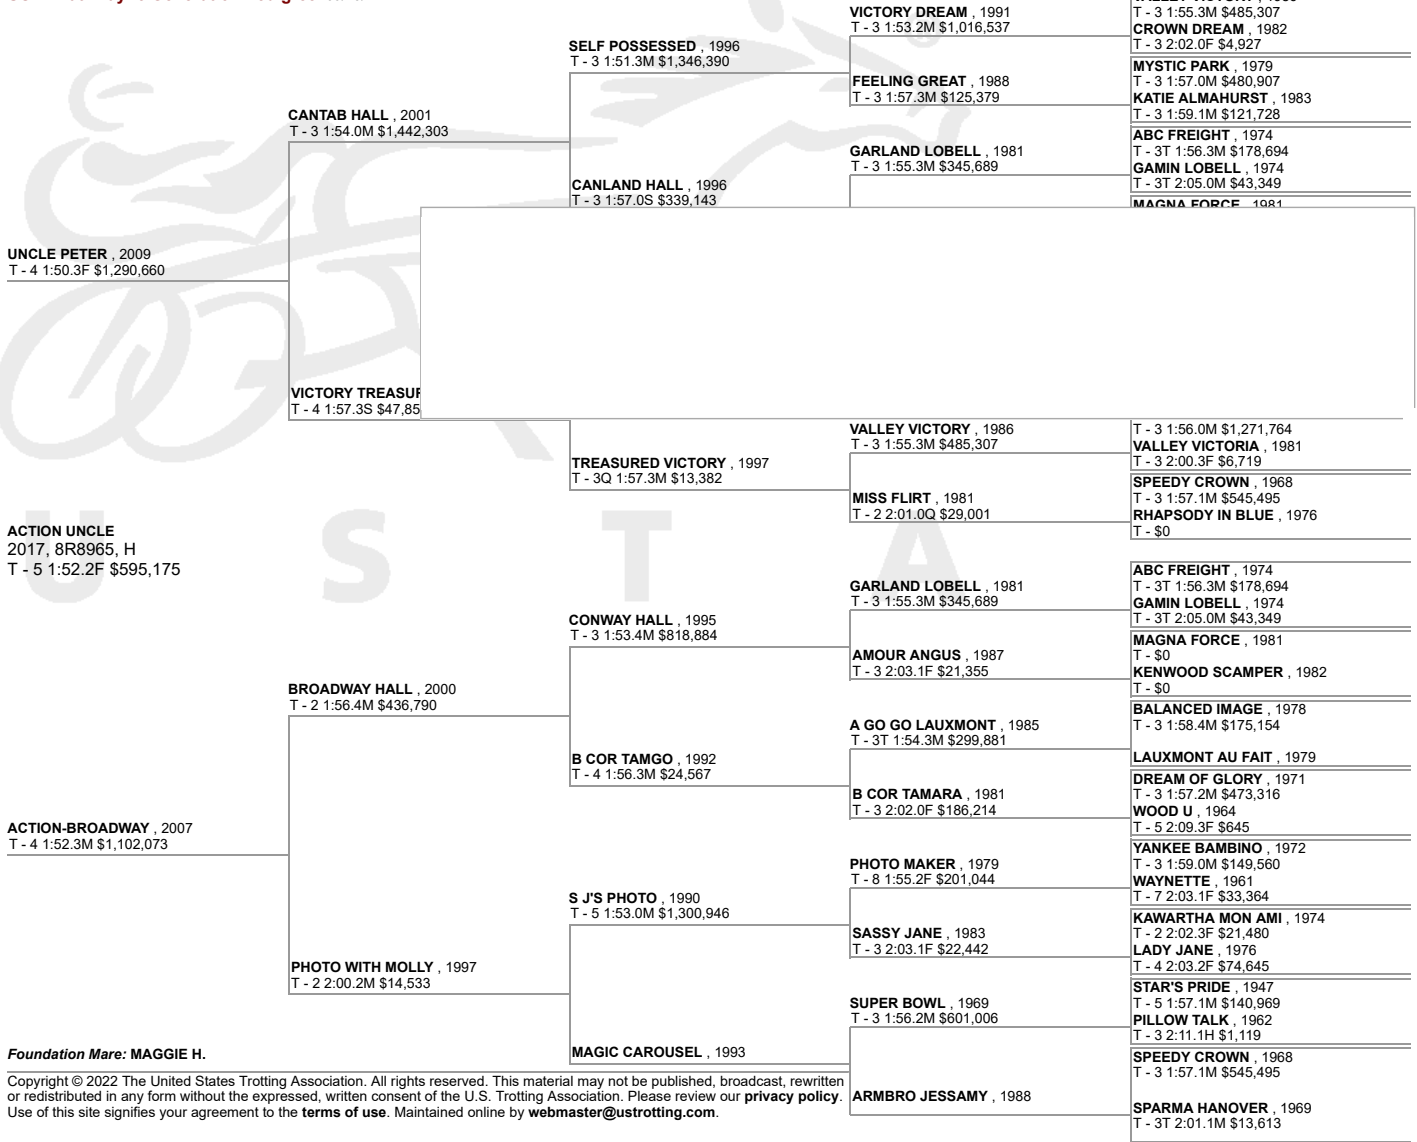 VICTORY DREAM , 1991
T - 3 1:53.2M $1,016,537
T - 3 1:55.3M $485,307
CROWN DREAM , 1982
T - 3 2:02.0F $4,927
SELF POSSESSED , 1996
T - 3 1:51.3M $1,346,390
FEELING GREAT , 1988
T - 3 1:57.3M $125,379
MYSTIC PARK , 1979
T - 3 1:57.0M $480,907
KATIE ALMAHURST , 1983
T - 3 1:59.1M $121,728
CANTAB HALL , 2001
T - 3 1:54.0M $1,442,303
GARLAND LOBELL , 1981
T - 3 1:55.3M $345,689
ABC FREIGHT , 1974
T - 3T 1:56.3M $178,694
GAMIN LOBELL , 1974
T - 3T 2:05.0M $43,349
CANLAND HALL , 1996
T - 3 1:57.0S $339,143
MAGNA FORCE , 1981
UNCLE PETER , 2009
T - 4 1:50.3F $1,290,660
VICTORY TREASUR
T - 4 1:57.3S $47,85
VALLEY VICTORY , 1986
T - 3 1:55.3M $485,307
T - 3 1:56.0M $1,271,764
VALLEY VICTORIA , 1981
T - 3 2:00.3F $6,719
TREASURED VICTORY , 1997
T - 3Q 1:57.3M $13,382
MISS FLIRT , 1981
T - 2 2:01.0Q $29,001
SPEEDY CROWN , 1968
T - 3 1:57.1M $545,495
RHAPSODY IN BLUE , 1976
T - $0
U S T A
ACTION UNCLE
2017, 8R8965, H
T - 5 1:52.2F $595,175
GARLAND LOBELL , 1981
T - 3 1:55.3M $345,689
ABC FREIGHT , 1974
T - 3T 1:56.3M $178,694
GAMIN LOBELL , 1974
T - 3T 2:05.0M $43,349
CONWAY HALL , 1995
T - 3 1:53.4M $818,884
AMOUR ANGUS , 1987
T - 3 2:03.1F $21,355
MAGNA FORCE , 1981
T - $0
KENWOOD SCAMPER , 1982
T - $0
BROADWAY HALL , 2000
T - 2 1:56.4M $436,790
A GO GO LAUXMONT , 1985
T - 3T 1:54.3M $299,881
BALANCED IMAGE , 1978
T - 3 1:58.4M $175,154
LAUXMONT AU FAIT , 1979
B COR TAMGO , 1992
T - 4 1:56.3M $24,567
B COR TAMARA , 1981
T - 3 2:02.0F $186,214
DREAM OF GLORY , 1971
T - 3 1:57.2M $473,316
WOOD U , 1964
T - 5 2:09.3F $645
ACTION-BROADWAY , 2007
T - 4 1:52.3M $1,102,073
PHOTO MAKER , 1979
T - 8 1:55.2F $201,044
YANKEE BAMBINO , 1972
T - 3 1:59.0M $149,560
WAYNETTE , 1961
T - 7 2:03.1F $33,364
S J'S PHOTO , 1990
T - 5 1:53.0M $1,300,946
SASSY JANE , 1983
T - 3 2:03.1F $22,442
KAWARTHA MON AMI , 1974
T - 2 2:02.3F $21,480
LADY JANE , 1976
T - 4 2:03.2F $74,645
PHOTO WITH MOLLY , 1997
T - 2 2:00.2M $14,533
SUPER BOWL , 1969
T - 3 1:56.2M $601,006
STAR'S PRIDE , 1947
T - 5 1:57.1M $140,969
PILLOW TALK , 1962
T - 3 2:11.1H $1,119
MAGIC CAROUSEL , 1993
ARMBRO JESSAMY , 1988
SPEEDY CROWN , 1968
T - 3 1:57.1M $545,495
SPARMA HANOVER , 1969
T - 3T 2:01.1M $13,613
Foundation Mare: MAGGIE H.
Copyright © 2022 The United States Trotting Association. All rights reserved. This material may not be published, broadcast, rewritten
or redistributed in any form without the expressed, written consent of the U.S. Trotting Association. Please review our privacy policy.
Use of this site signifies your agreement to the terms of use. Maintained online by webmaster@ustrotting.com.